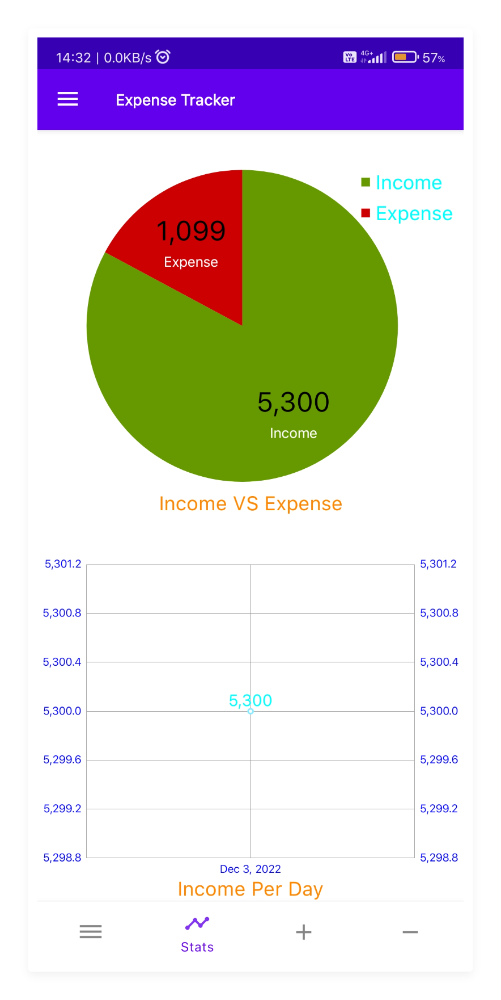 14:32 | 0.0KB/s Vo LTE 4G+ 57%
Expense Tracker
Income
Expense
1,099
Expense
5,300
Income
Income VS Expense
5,301.2 5,301.2
5,300.8 5,300.8
5,300.4 5,300.4
5,300
5,300.0 5,300.0
5,299.6 5,299.6
5,299.2 5,299.2
5,298.8 5,298.8
Dec 3, 2022
Income Per Day
Stats